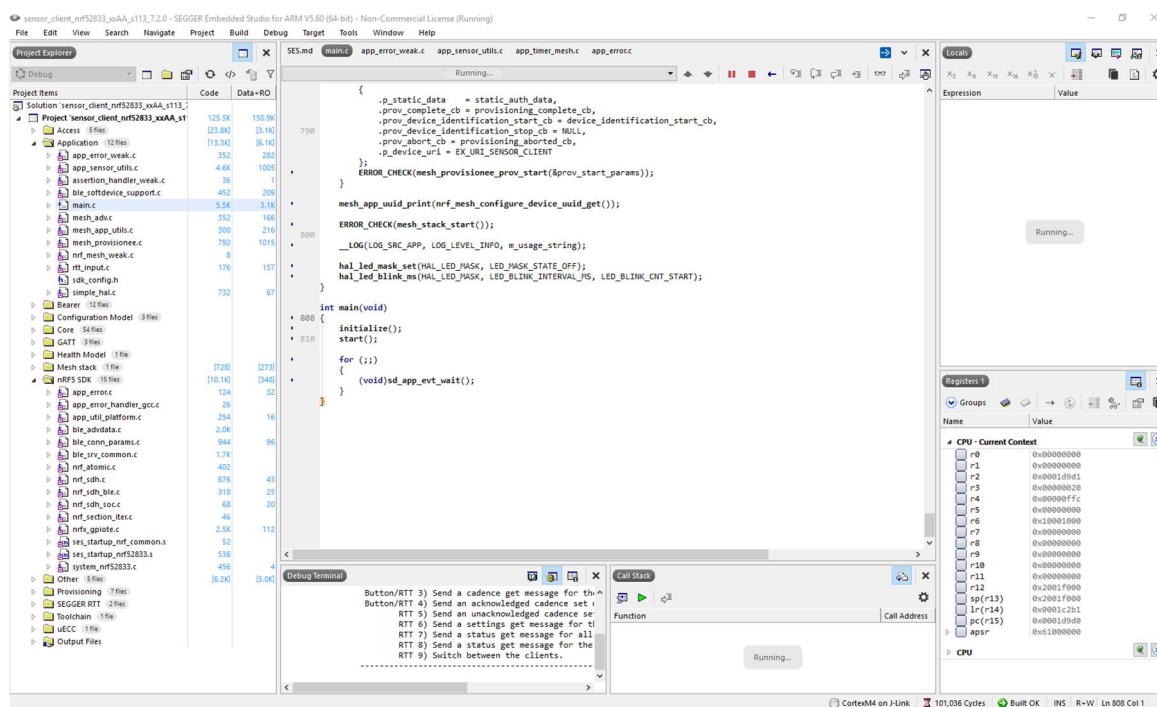 sensor_client_nrf52833_xxAA_s113_7.2.0 - SEGGER Embedded Studio for ARM V5.60 (64-bit) - Non-Commercial License (Running)
File Edit View Search Navigate Project Build Debug Target Tools Window Help
Project Explorer
Debug
Project Items Code Data+RO
Solution 'sensor_client_nrf52833_xxAA_s113_7
Project 'sensor_client_nrf52833_xxAA_s1 125.5K 150.9K
Access 5 files [23.8K] [3.1K]
Application 12 files [13.3K] [6.1K]
app_error_weak.c 352 282
app_sensor_utils.c 4.6K 1005
assertion_handler_weak.c 36 1
ble_softdevice_support.c 452 209
main.c 5.5K 3.1K
mesh_adv.c 352 166
mesh_app_utils.c 300 216
mesh_provisionee.c 792 1015
nrf_mesh_weak.c 8
rtt_input.c 176 157
sdk_config.h
simple_hal.c 732 67
Bearer 12 files
Configuration Model 3 files
Core 54 files
GATT 3 files
Health Model 1 file
Mesh stack 1 file [728] [273]
nRF5 SDK 15 files [10.1K] [348]
app_error.c 124 32
app_error_handler_gcc.c 26
app_util_platform.c 254 16
ble_advdata.c 2.0K
ble_conn_params.c 944 96
ble_srv_common.c 1.7K
nrf_atomic.c 402
nrf_sdh.c 676 43
nrf_sdh_ble.c 318 25
nrf_sdh_soc.c 68 20
nrf_section_iter.c 46
nrfx_gpiote.c 2.5K 112
ses_startup_nrf_common.s 52
ses_startup_nrf52833.s 536
system_nrf52833.c 456 4
Other 5 files [6.2K] [5.0K]
Provisioning 7 files
SEGGER RTT 2 files
Toolchain 1 file
uECC 1 file
Output Files
SES.md main.c app_error_weak.c app_sensor_utils.c app_timer_mesh.c app_error.c
Running...
{
.p_static_data = static_auth_data,
.prov_complete_cb = provisioning_complete_cb,
.prov_device_identification_start_cb = device_identification_start_cb,
790 .prov_device_identification_stop_cb = NULL,
.prov_abort_cb = provisioning_aborted_cb,
.p_device_uri = EX_URI_SENSOR_CLIENT
};
ERROR_CHECK(mesh_provisionee_prov_start(&prov_start_params));
}
mesh_app_uuid_print(nrf_mesh_configure_device_uuid_get());
ERROR_CHECK(mesh_stack_start());
800
__LOG(LOG_SRC_APP, LOG_LEVEL_INFO, m_usage_string);
hal_led_mask_set(HAL_LED_MASK, LED_MASK_STATE_OFF);
hal_led_blink_ms(HAL_LED_MASK, LED_BLINK_INTERVAL_MS, LED_BLINK_CNT_START);
}
int main(void)
808 {
initialize();
810 start();
for (;;)
{
(void)sd_app_evt_wait();
}
}
Debug Terminal
Button/RTT 3) Send a cadence get message for th
Button/RTT 4) Send an acknowledged cadence set
RTT 5) Send an unacknowledged cadence se
RTT 6) Send a settings get message for t
RTT 7) Send a status get message for all
RTT 8) Send a status get message for the
RTT 9) Switch between the clients.
Call Stack
Function Call Address
Running...
Locals
Expression Value
Running...
Registers 1
Groups
Name Value
CPU - Current Context
r0 0x00000000
r1 0x00000000
r2 0x0001d9d1
r3 0x00000020
r4 0x00000ffc
r5 0x00000000
r6 0x10001000
r7 0x00000000
r8 0x00000000
r9 0x00000000
r10 0x00000000
r11 0x00000000
r12 0x2001f000
sp(r13) 0x2001f000
lr(r14) 0x0001c2b1
pc(r15) 0x0001d9d0
apsr 0x61000000
CPU
CortexM4 on J-Link 101,036 Cycles Built OK INS R+W Ln 808 Col 1